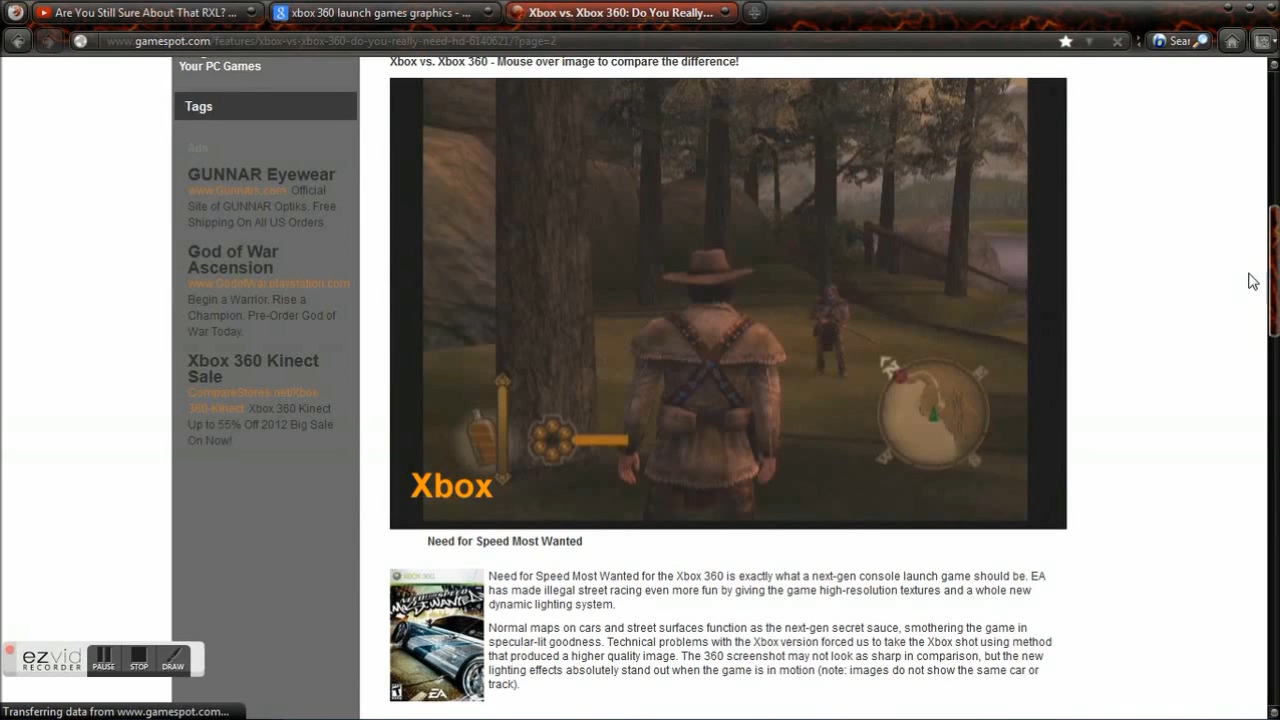 Are You Still Sure About That RXL? ...
xbox 360 launch games graphics - ...
Xbox vs. Xbox 360: Do You Really...
www.gamespot.com/features/xbox-vs-xbox-360-do-you-really-need-hd-6140621/?page=2
Sear
Your PC Games
Xbox vs. Xbox 360 - Mouse over image to compare the difference!
Tags
Ads
GUNNAR Eyewear
www.Gunnars.com Official
Site of GUNNAR Optiks. Free
Shipping On All US Orders
God of War
Ascension
www.GodofWar.playstation.com
Begin a Warrior. Rise a
Champion. Pre-Order God of
War Today.
Xbox 360 Kinect
Sale
CompareStores.net/Xbox
360-Kinect Xbox 360 Kinect
Up to 55% Off 2012 Big Sale
On Now!
Xbox
Need for Speed Most Wanted
Need for Speed Most Wanted for the Xbox 360 is exactly what a next-gen console launch game should be. EA
has made illegal street racing even more fun by giving the game high-resolution textures and a whole new
dynamic lighting system.
Normal maps on cars and street surfaces function as the next-gen secret sauce, smothering the game in
specular-lit goodness. Technical problems with the Xbox version forced us to take the Xbox shot using method
that produced a higher quality image. The 360 screenshot may not look as sharp in comparison, but the new
lighting effects absolutely stand out when the game is in motion (note: images do not show the same car or
track).
XBOX 360
EA
ezvid
RECORDER
PAUSE
STOP
DRAW
Transferring data from www.gamespot.com...